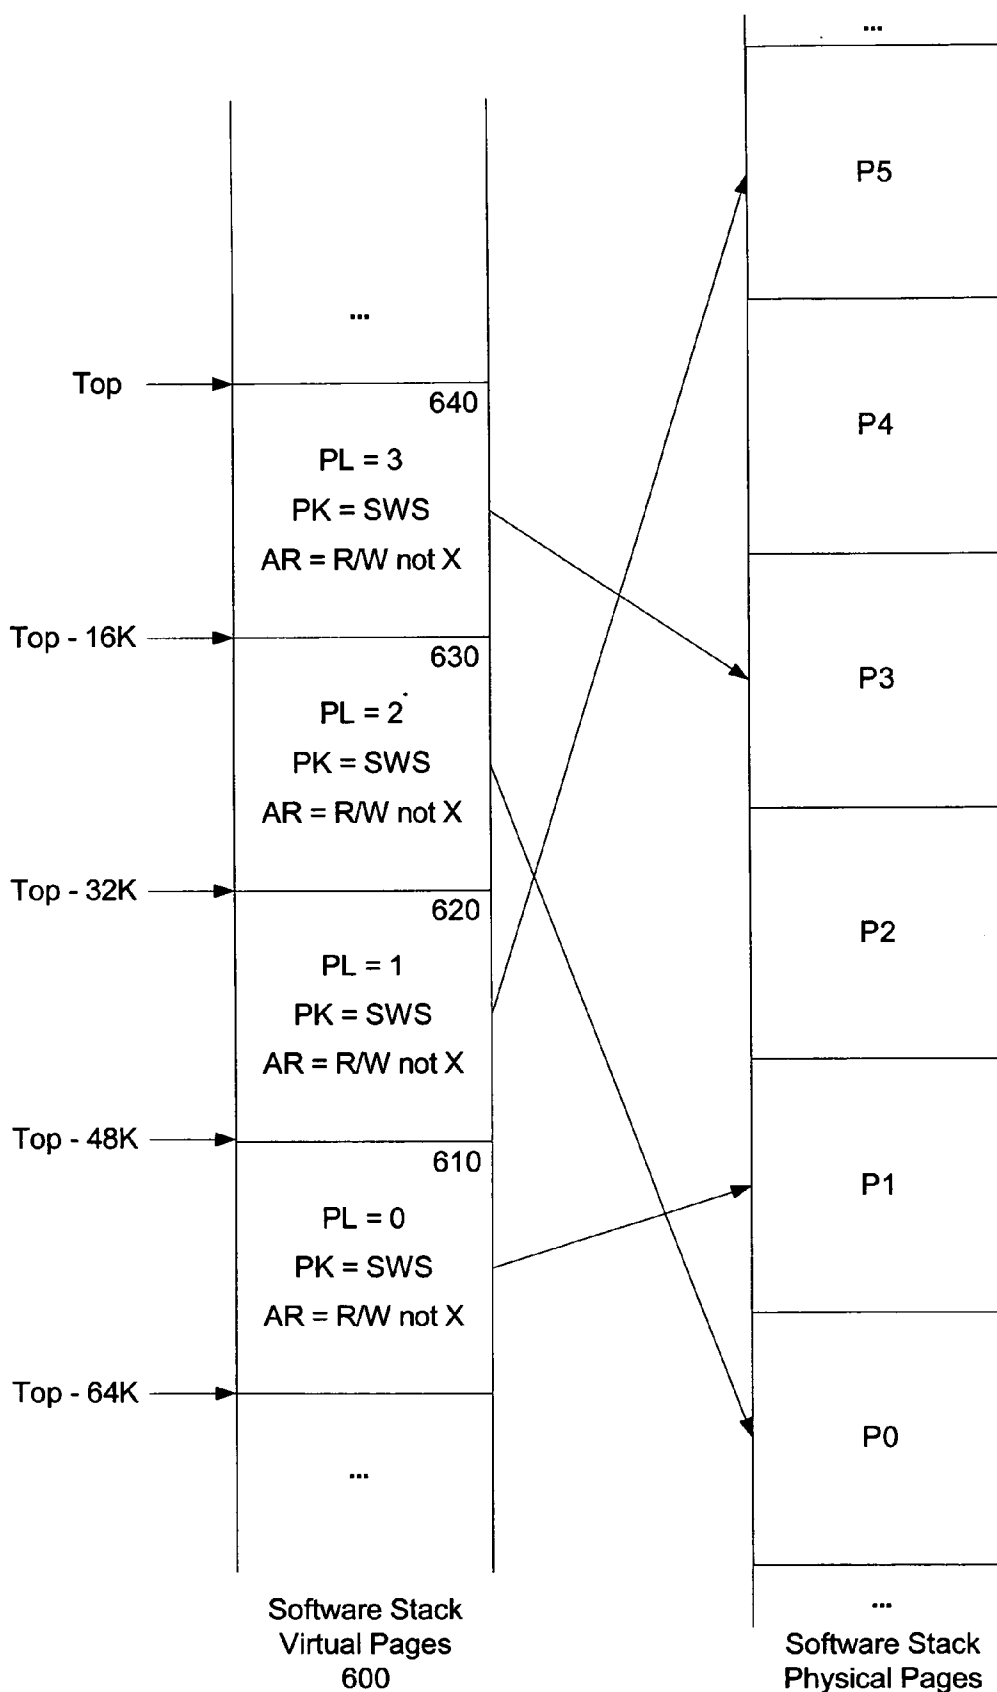 ...
P5
...
Top
640
PL = 3
PK = SWS
AR = R/W not X
P4
Top - 16K
630
PL = 2
PK = SWS
AR = R/W not X
P3
Top - 32K
620
PL = 1
PK = SWS
AR = R/W not X
P2
Top - 48K
610
PL = 0
PK = SWS
AR = R/W not X
P1
Top - 64K
...
P0
...
Software Stack
Virtual Pages
600
Software Stack
Physical Pages